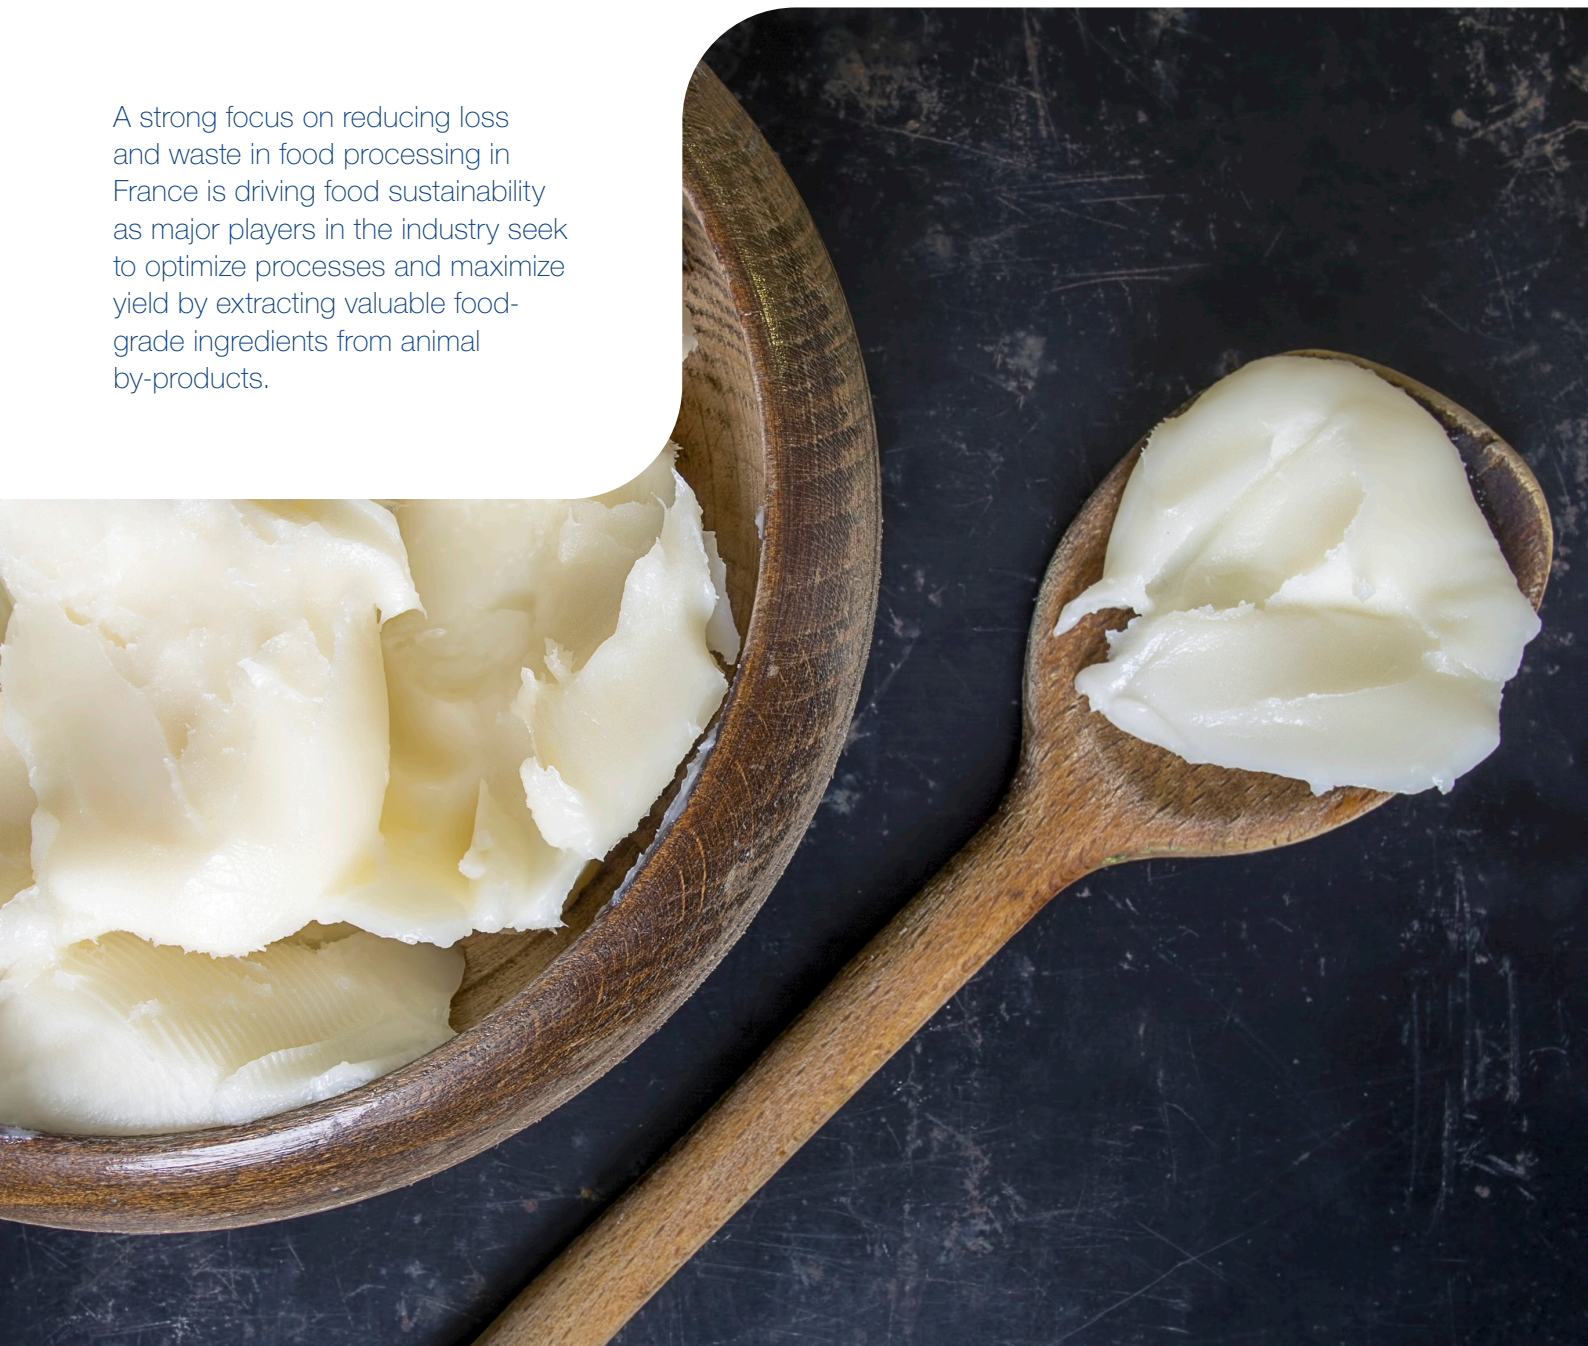 A strong focus on reducing loss
and waste in food processing in
France is driving food sustainability
as major players in the industry seek
to optimize processes and maximize
yield by extracting valuable food-
grade ingredients from animal
by-products.